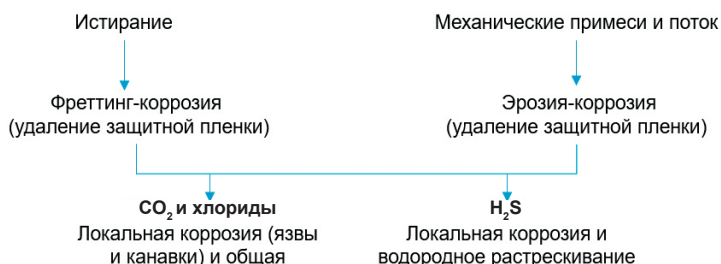 Истирание
Механические примеси и поток
Фреттинг-коррозия
(удаление защитной пленки)
Эрозия-коррозия
(удаление защитной пленки)
CO₂ и хлориды
Локальная коррозия (язвы
и канавки) и общая
H₂S
Локальная коррозия и
водородное растрескивание